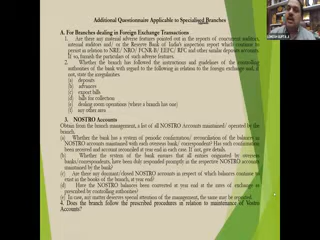 Additional Questionnaire Applicable to Specialised Branches
A. For Branches dealing in Foreign Exchange Transactions
1. Are there any material adverse features pointed out in the reports of concurrent auditors,
internal auditors and/ or the Reserve Bank of India's inspection report which continue to
persist in relation to NRE/ NRO/ FCNR-B/ EEFC/ RFC and other similar deposits accounts.
If so, furnish the particulars of such adverse features.
2. Whether the branch has followed the instructions and guidelines of the controlling
authorities of the bank with regard to the following in relation to the foreign exchange and, if
not, state the irregularities
(a) deposits
(b) advances
(c) export bills
(d) bills for collections
(e) dealing room operations (where a branch has one)
(f) any other area
3. NOSTRO Accounts
Obtain from the branch management, a list of all NOSTRO Accounts maintained/ operated by the
branch.
(a) Whether the bank has a system of periodic confirmation/ reconciliation of the balances in
NOSTRO accounts maintained with each overseas bank/ correspondent? Has such confirmation
been received and account reconciled at year end in each case. If not, give details.
(b) Whether the system of the bank ensures that all entries originated by overseas
banks/correspondents, have been duly responded promptly in the respective NOSTRO accounts
maintained by the bank?
(c) Are there any dormant/closed NOSTRO accounts in respect of which balances continue to
exist in the books of the branch, at year end?
(d) Have the NOSTRO balances been converted at year end at the rates of exchange as
prescribed by controlling authorities?
(e) In case, any matter deserves special attention of the management, the same may be reported.
4. Does the branch follow the prescribed procedures in relation to maintenance of Vostro
Accounts?